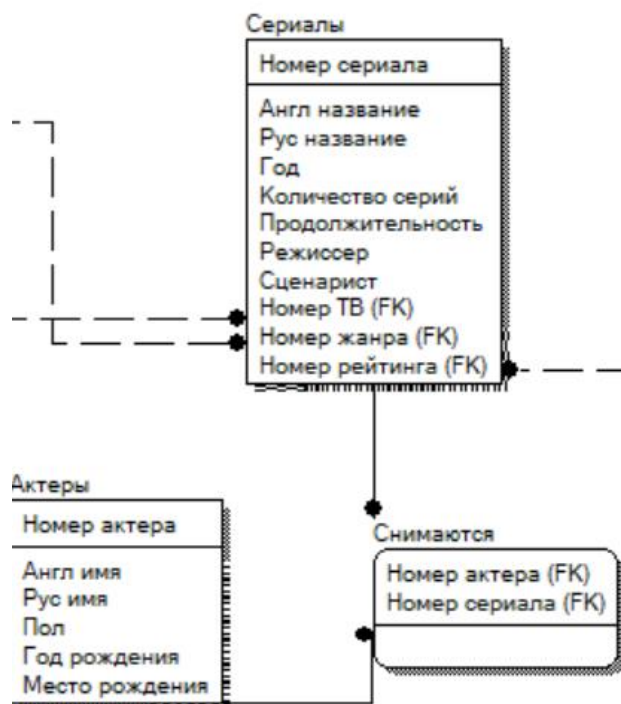 Сериалы
Номер сериала
Англ название
Рус название
Год
Количество серий
Продолжительность
Режиссер
Сценарист
Номер ТВ (FK)
Номер жанра (FK)
Номер рейтинга (FK)
Актеры
Номер актера
Англ имя
Рус имя
Пол
Год рождения
Место рождения
Снимаются
Номер актера (FK)
Номер сериала (FK)